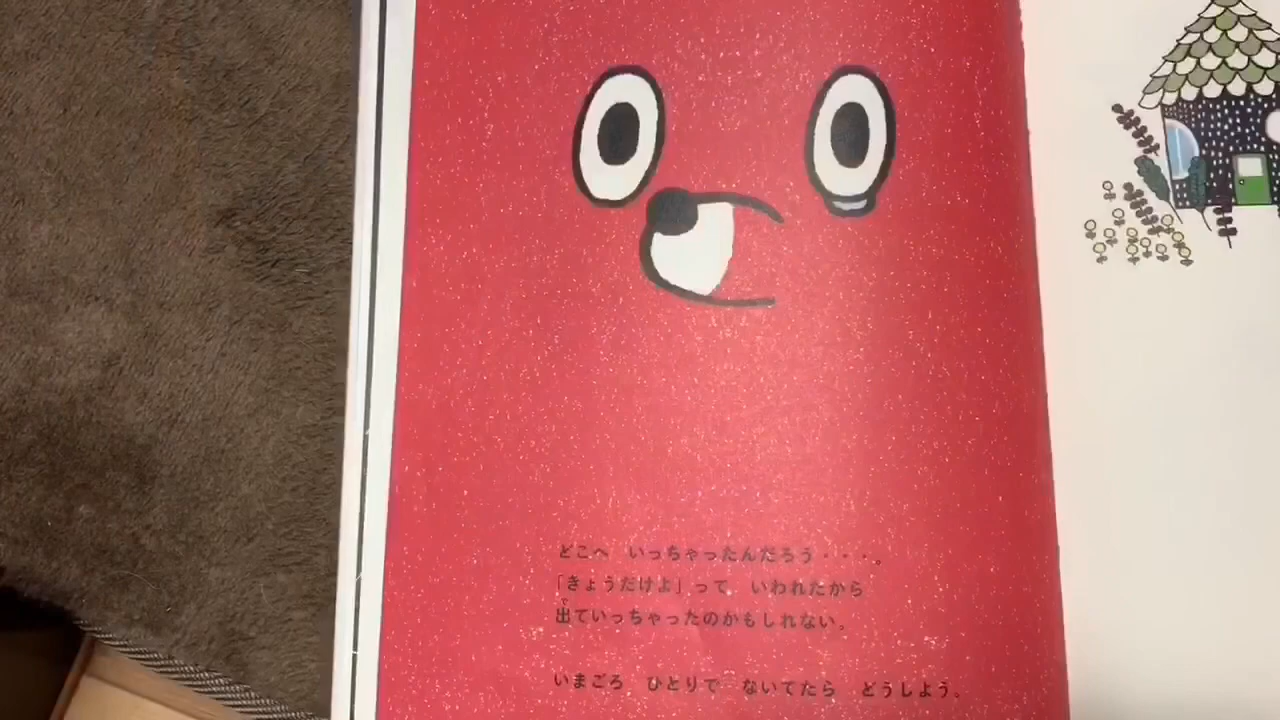 どこへ　いっちゃったんだろう・・・。
「きょうだけよ」って　いわれたから
出ていっちゃったのかもしれない。
いまごろ　ひとりで　ないてたら　どうしよう。